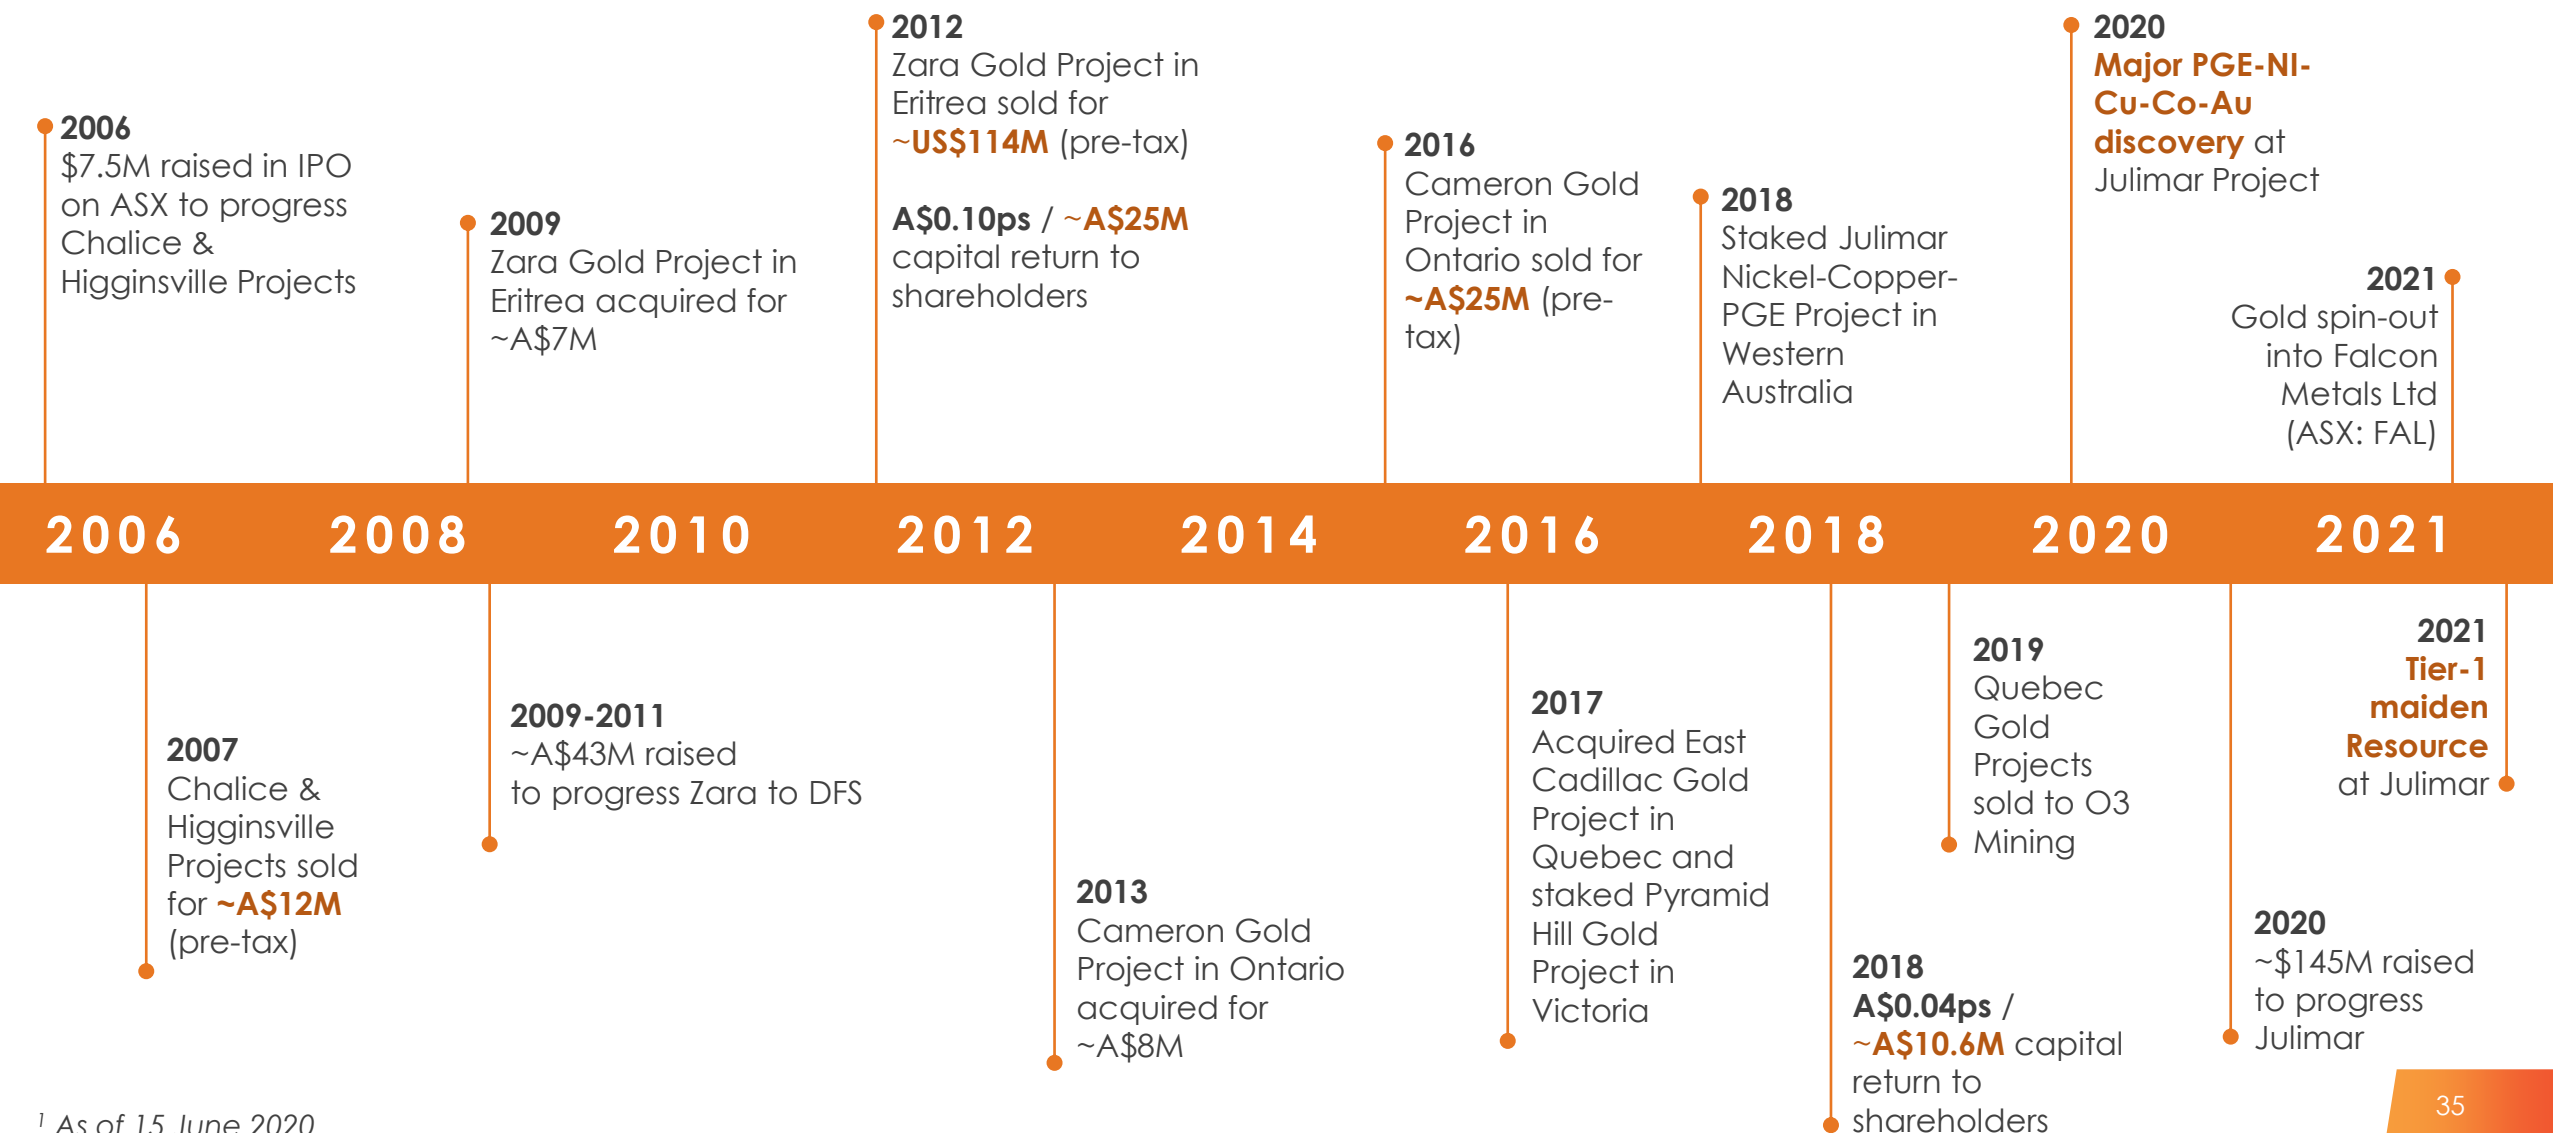 2006
$7.5M raised in IPO
on ASX to progress
Chalice &
Higginsville Projects
2009
Zara Gold Project in
Eritrea acquired for
~A$7M
2012
Zara Gold Project in
Eritrea sold for
~US$114M (pre-tax)
A$0.10ps / ~A$25M
capital return to
shareholders
2016
Cameron Gold
Project in
Ontario sold for
~A$25M (pre-
tax)
2018
Staked Julimar
Nickel-Copper-
PGE Project in
Western
Australia
2020
Major PGE-NI-
Cu-Co-Au
discovery at
Julimar Project
2021
Gold spin-out
into Falcon
Metals Ltd
(ASX: FAL)
2006 2008 2010 2012 2014 2016 2018 2020 2021
2007
Chalice &
Higginsville
Projects sold
for ~A$12M
(pre-tax)
2009-2011
~A$43M raised
to progress Zara to DFS
2013
Cameron Gold
Project in Ontario
acquired for
~A$8M
2017
Acquired East
Cadillac Gold
Project in
Quebec and
staked Pyramid
Hill Gold
Project in
Victoria
2018
A$0.04ps /
~A$10.6M capital
return to
shareholders
2019
Quebec
Gold
Projects
sold to O3
Mining
2020
~$145M raised
to progress
Julimar
2021
Tier-1
maiden
Resource
at Julimar
1 As of 15 June 2020
35